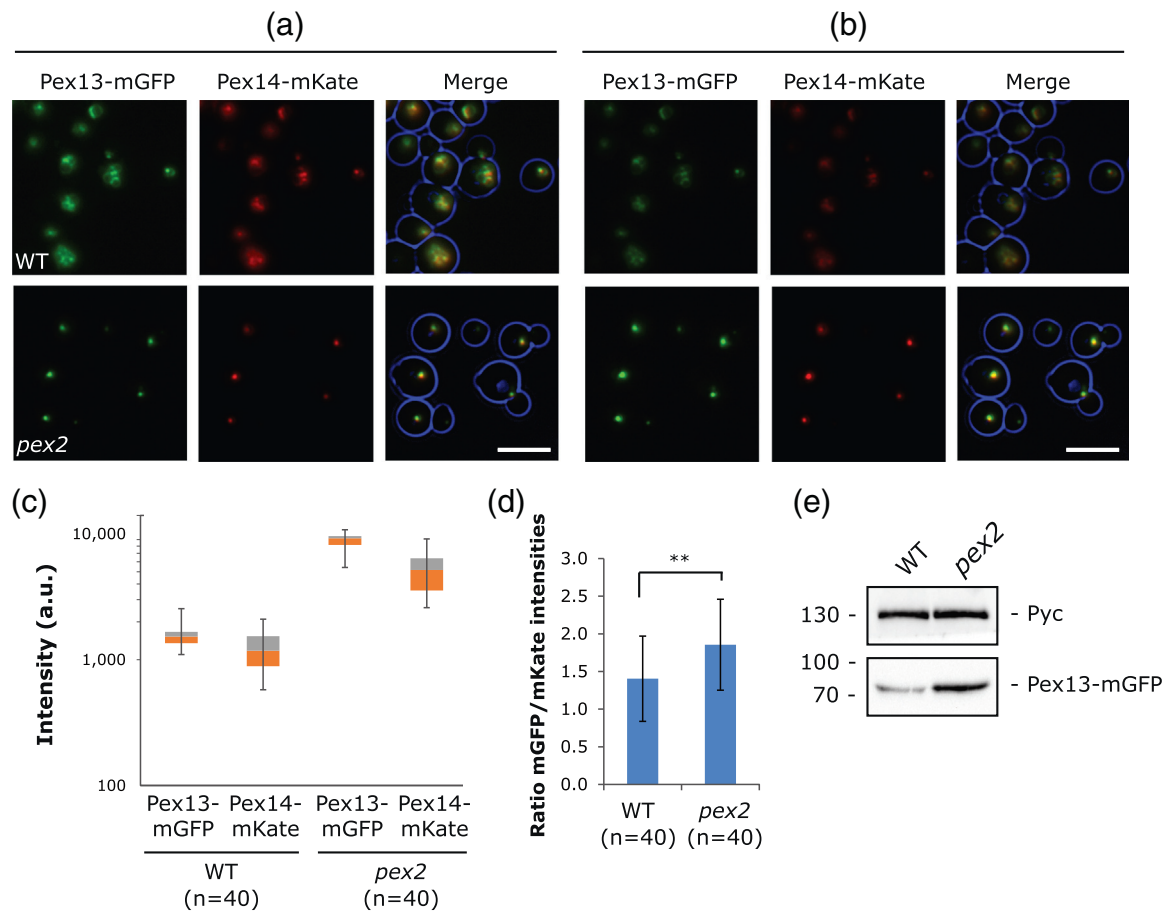 (a) (b)
Pex13-mGFP Pex14-mKate Merge Pex13-mGFP Pex14-mKate Merge
WT
pex2
(c)
Intensity (a.u.)
10,000
1,000
100
Pex13-mGFP Pex14-mKate Pex13-mGFP Pex14-mKate
WT pex2
(n=40) (n=40)
(d)
Ratio mGFP/mKate intensities
3.0
2.5
2.0
1.5
1.0
0.5
0.0
**
WT pex2
(n=40) (n=40)
(e)
WT pex2
130 - - Pyc
100 -
70 - - Pex13-mGFP